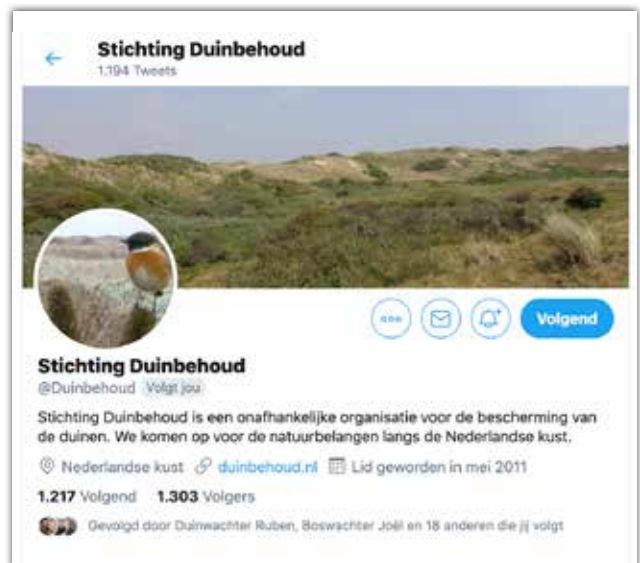 Stichting Duinbehoud
1.194 Tweets
Volgend
Stichting Duinbehoud
@Duinbehoud Volgt jou
Stichting Duinbehoud is een onafhankelijke organisatie voor de bescherming van
de duinen. We komen op voor de natuurbelangen langs de Nederlandse kust.
Nederlandse kust duinbehoud.nl Lid geworden in mei 2011
1.217 Volgend 1.303 Volgers
Gevolgd door Duinwachter Ruben, Boswachter Joël en 18 anderen die jij volgt